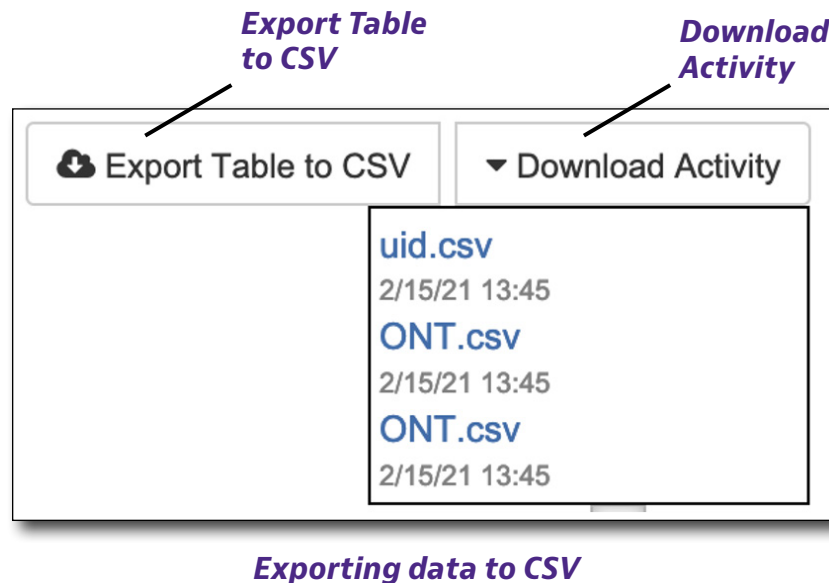 Export Table
to CSV
Download
Activity
Export Table to CSV
Download Activity
uid.csv
2/15/21 13:45
ONT.csv
2/15/21 13:45
ONT.csv
2/15/21 13:45
Exporting data to CSV